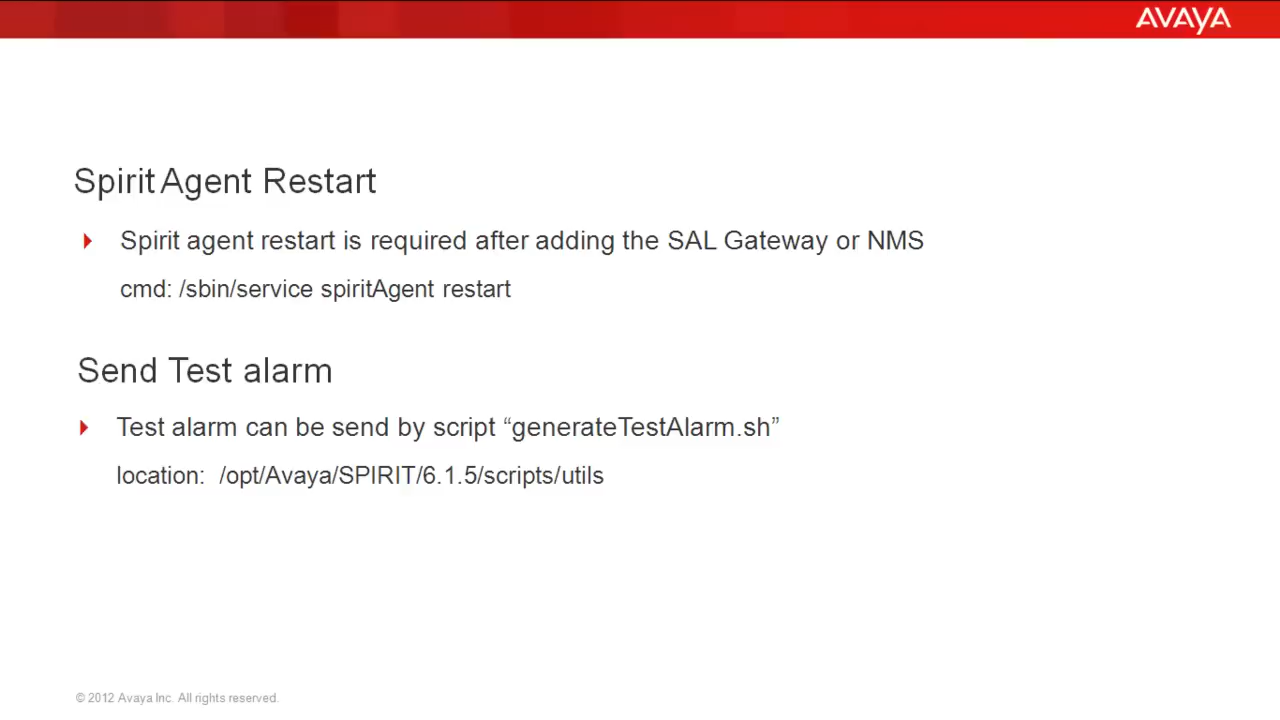 AVAYA
Spirit Agent Restart
Spirit agent restart is required after adding the SAL Gateway or NMS
cmd: /sbin/service spiritAgent restart
Send Test alarm
Test alarm can be send by script “generateTestAlarm.sh”
location: /opt/Avaya/SPIRIT/6.1.5/scripts/utils
© 2012 Avaya Inc. All rights reserved.